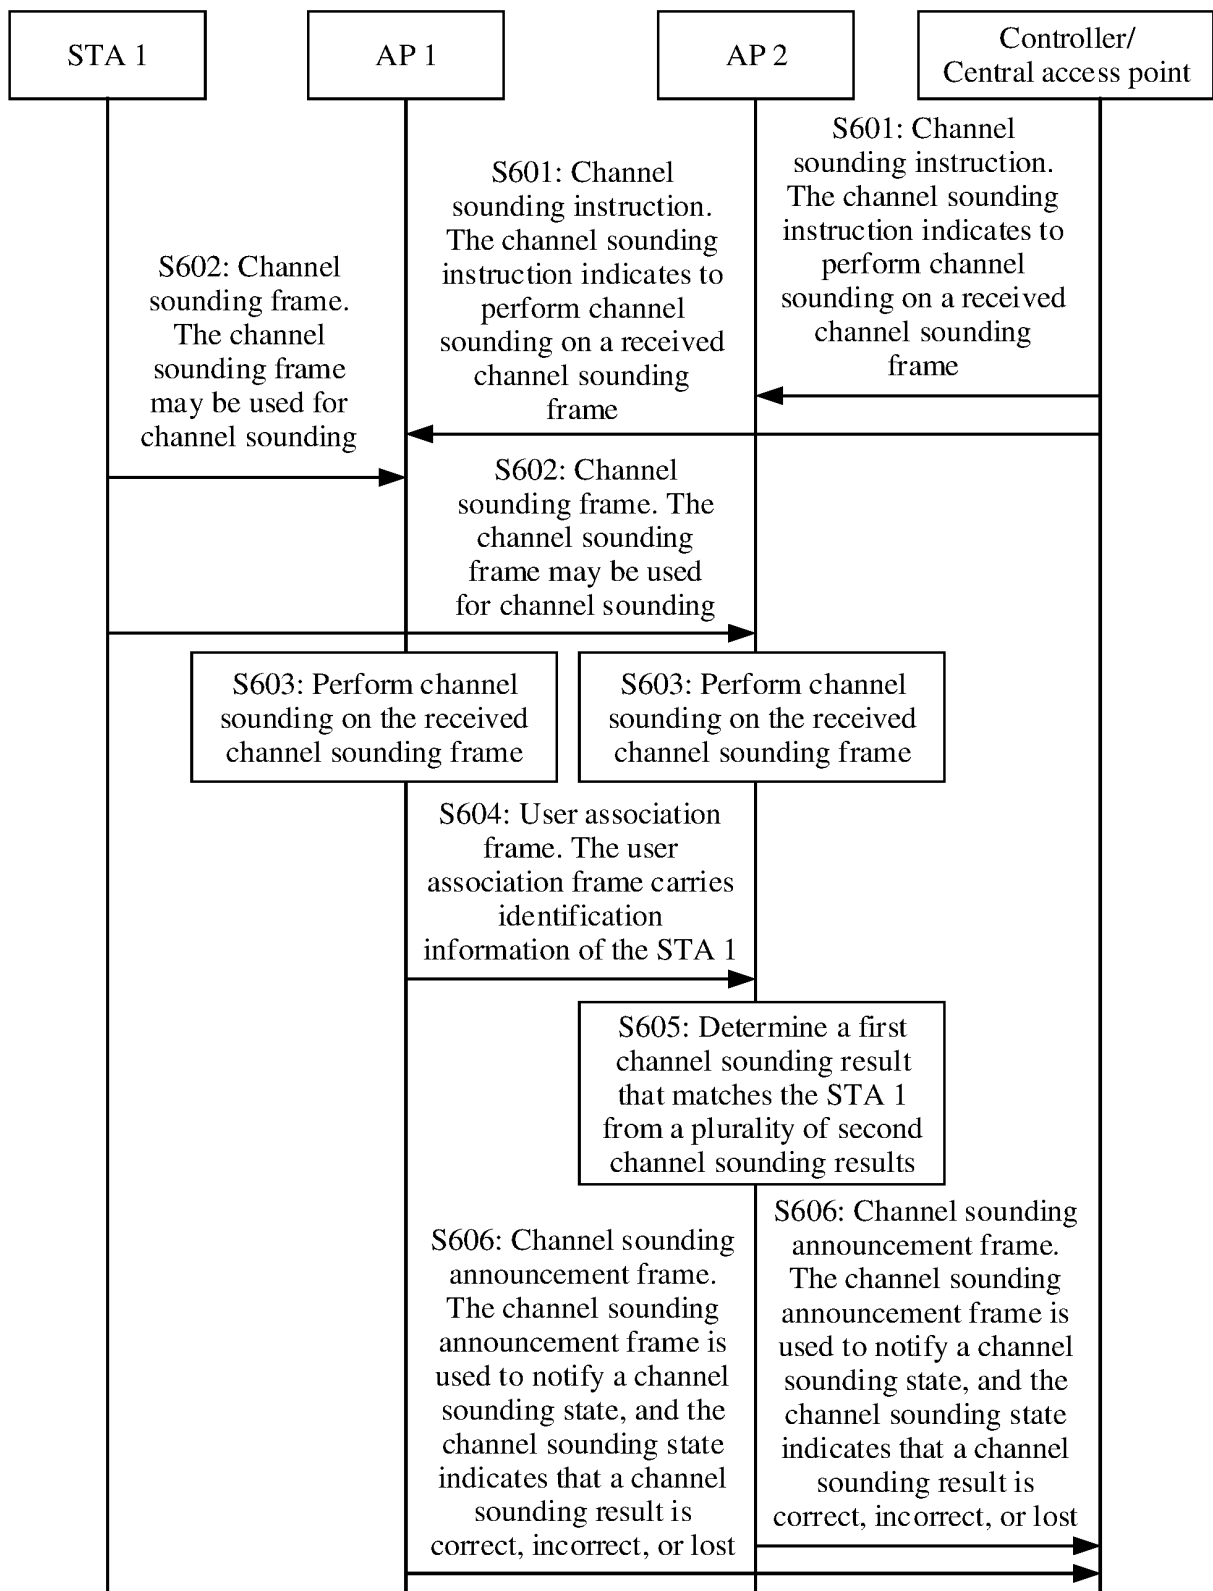 STA 1
AP 1
AP 2
Controller/
Central access point
S601: Channel
sounding instruction.
The channel sounding
instruction indicates to
perform channel
sounding on a received
channel sounding
frame
S601: Channel
sounding instruction.
The channel sounding
instruction indicates to
perform channel
sounding on a received
channel sounding
frame
S602: Channel
sounding frame.
The channel
sounding frame
may be used for
channel sounding
S602: Channel
sounding frame. The
channel sounding
frame may be used
for channel sounding
S603: Perform channel
sounding on the received
channel sounding frame
S603: Perform channel
sounding on the received
channel sounding frame
S604: User association
frame. The user
association frame carries
identification
information of the STA 1
S605: Determine a first
channel sounding result
that matches the STA 1
from a plurality of second
channel sounding results
S606: Channel sounding
announcement frame.
The channel sounding
announcement frame is
used to notify a channel
sounding state, and the
channel sounding state
indicates that a channel
sounding result is
correct, incorrect, or lost
S606: Channel sounding
announcement frame.
The channel sounding
announcement frame is
used to notify a channel
sounding state, and the
channel sounding state
indicates that a channel
sounding result is
correct, incorrect, or lost